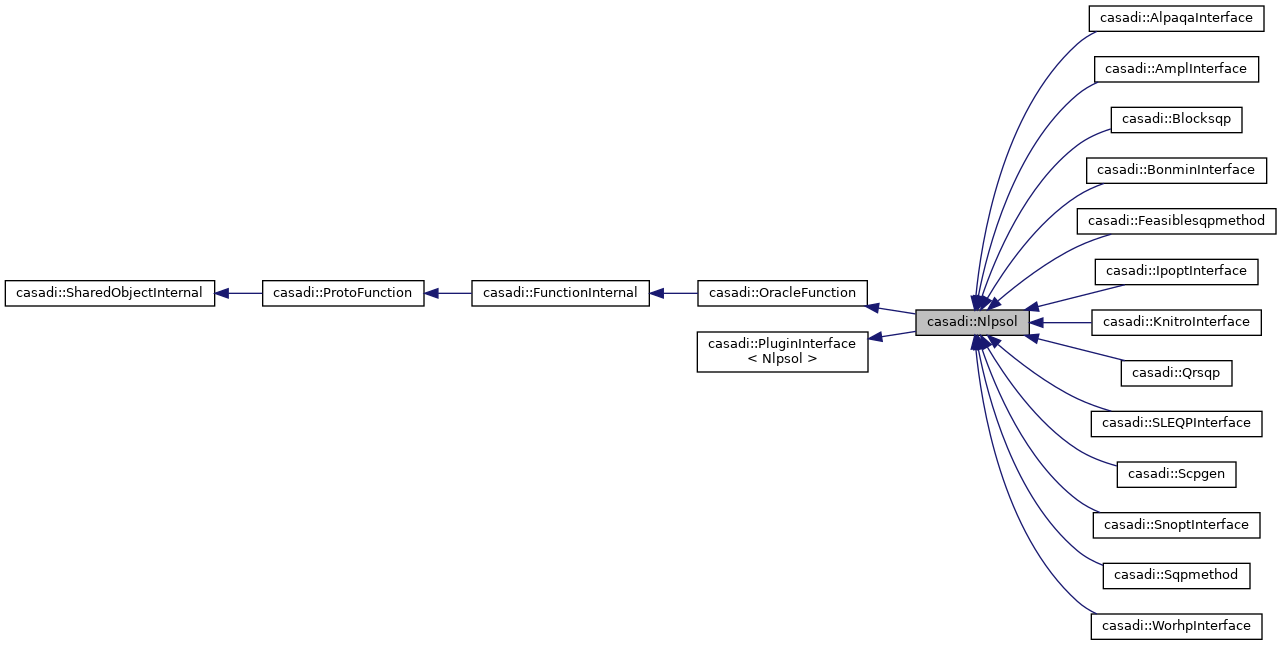 casadi::AlpaqaInterface
casadi::AmplInterface
casadi::Blocksqp
casadi::BonminInterface
casadi::Feasiblesqpmethod
casadi::IpoptInterface
casadi::SharedObjectInternal
casadi::ProtoFunction
casadi::FunctionInternal
casadi::OracleFunction
casadi::Nlpsol
casadi::KnitroInterface
casadi::PluginInterface
< Nlpsol >
casadi::Qrsqp
casadi::SLEQPInterface
casadi::Scpgen
casadi::SnoptInterface
casadi::Sqpmethod
casadi::WorhpInterface